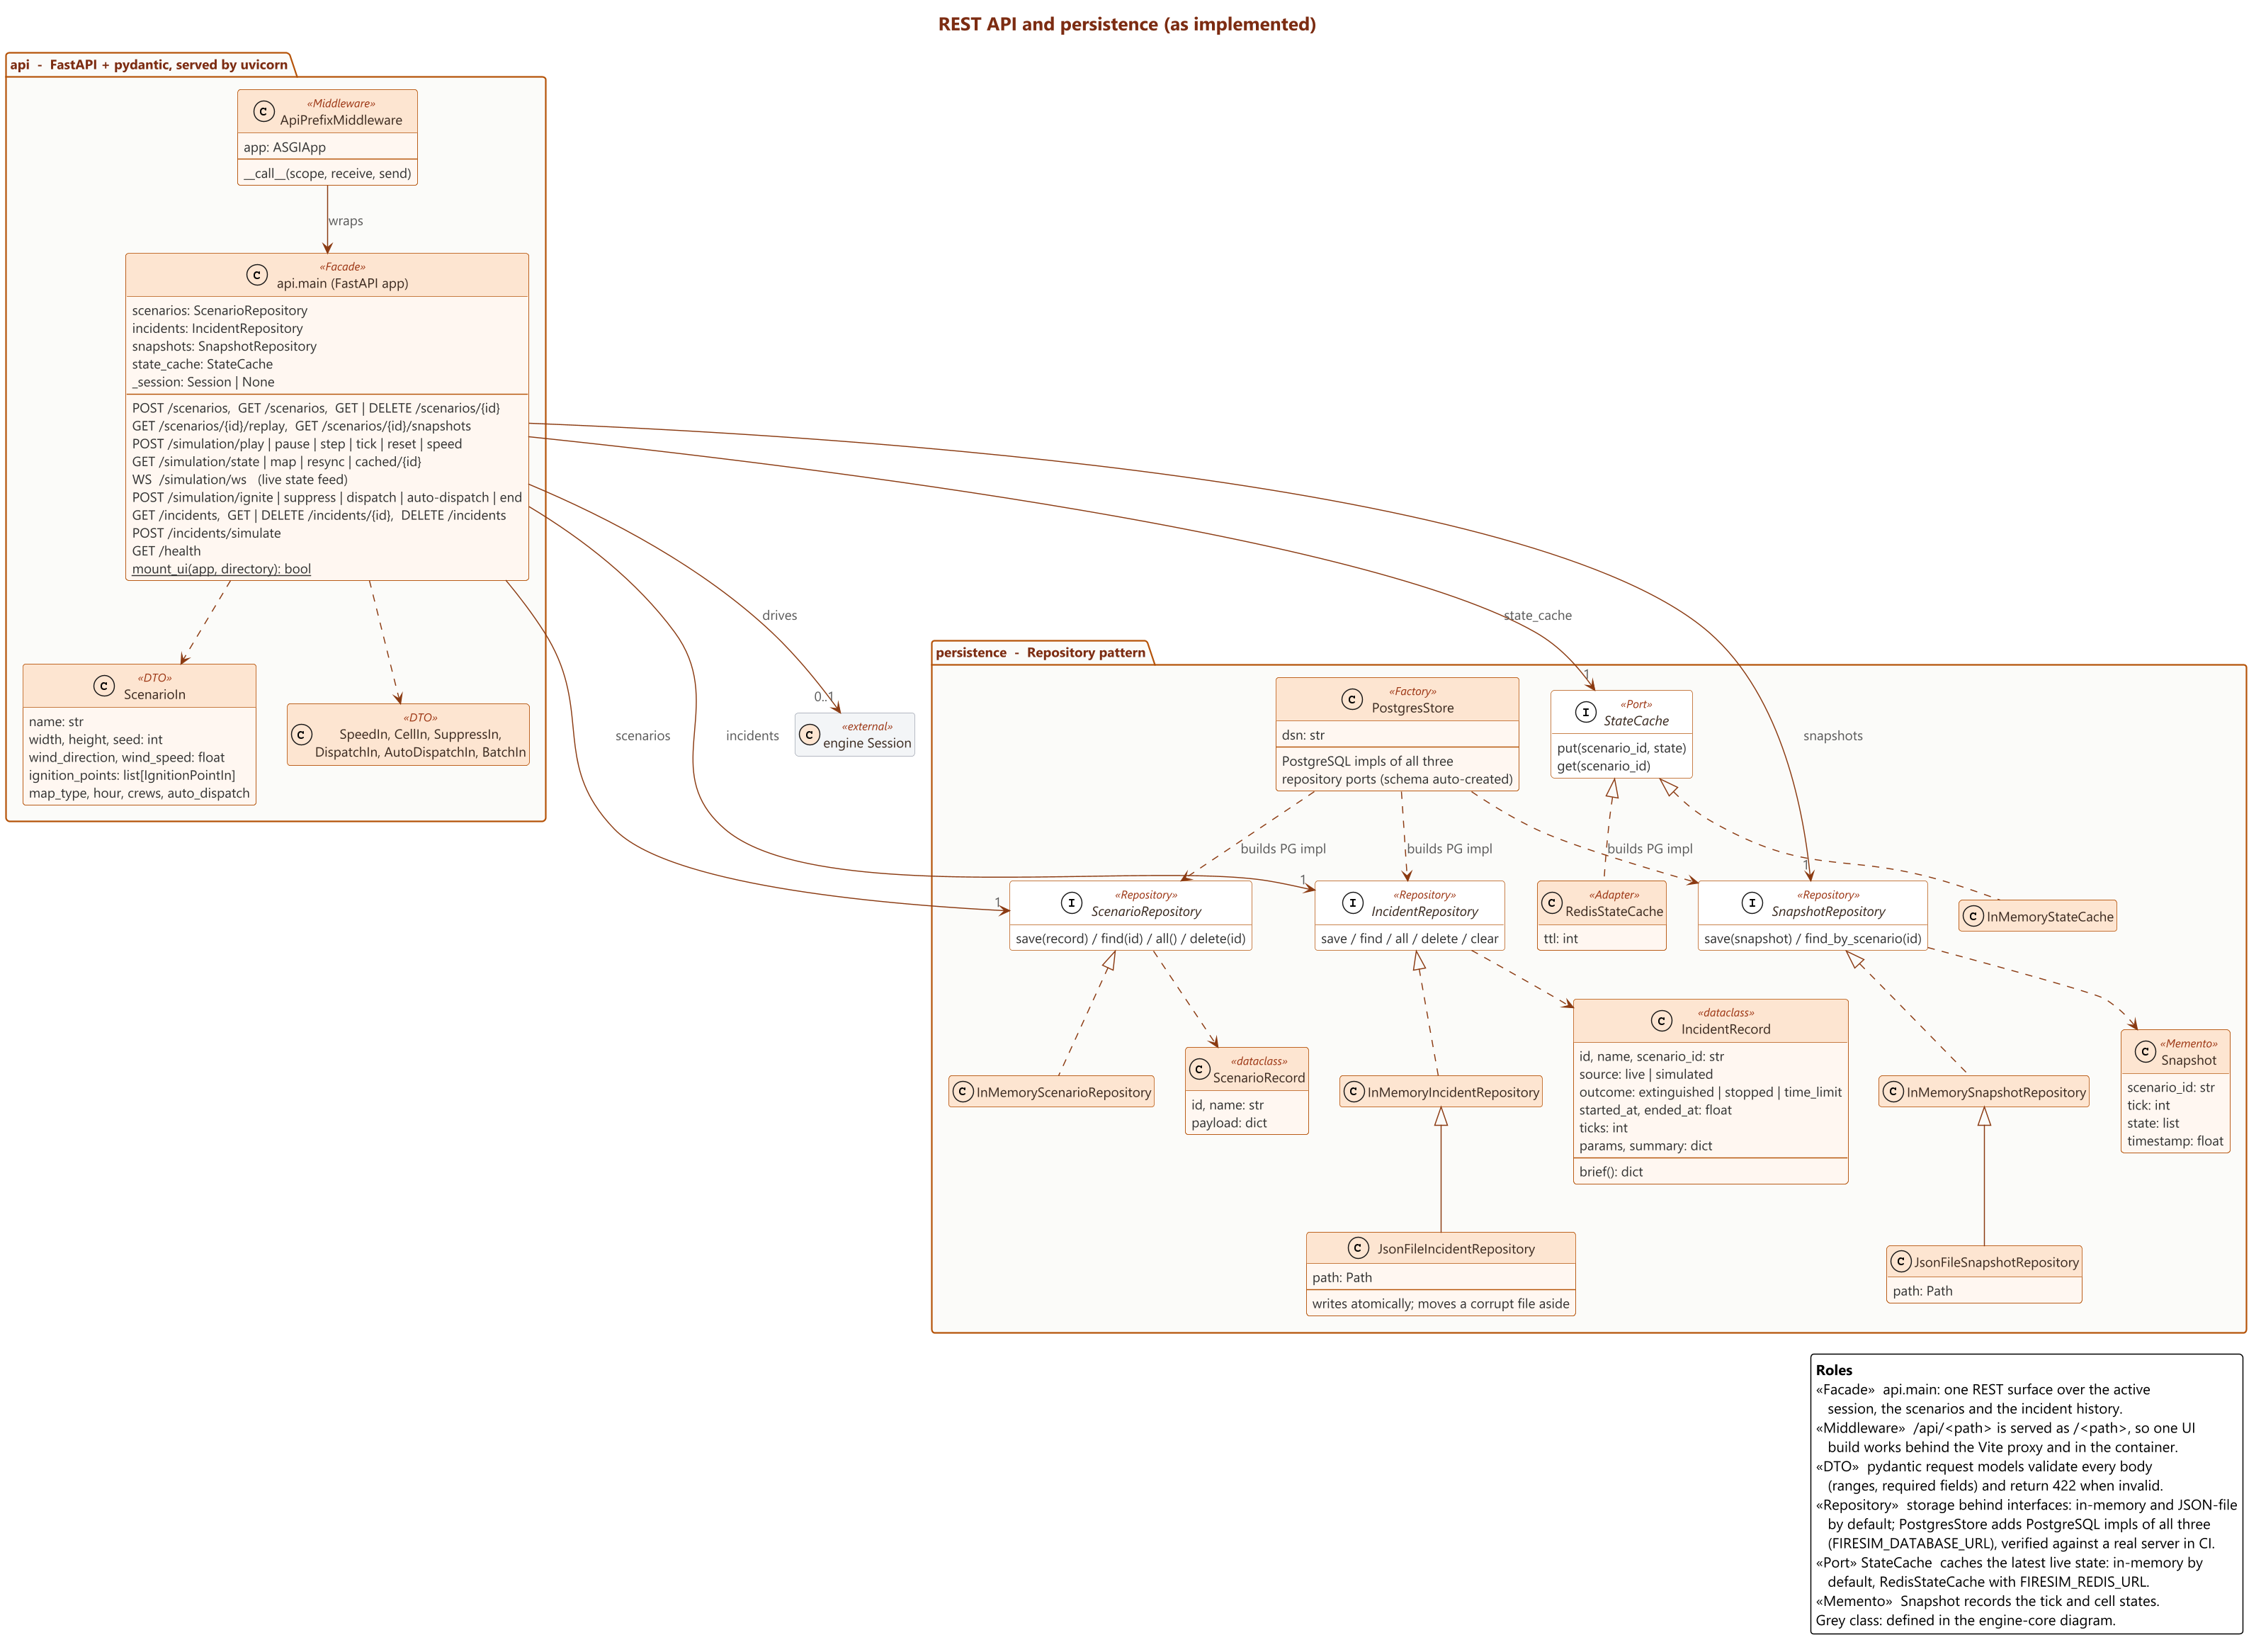 REST API and persistence (as implemented)
api - FastAPI + pydantic, served by uvicorn
C
«Middleware»
ApiPrefixMiddleware
app: ASGIApp
__call__(scope, receive, send)
wraps
C
«Facade»
api.main (FastAPI app)
scenarios: ScenarioRepository
incidents: IncidentRepository
snapshots: SnapshotRepository
state_cache: StateCache
_session: Session | None
POST /scenarios, GET /scenarios, GET | DELETE /scenarios/{id}
GET /scenarios/{id}/replay, GET /scenarios/{id}/snapshots
POST /simulation/play | pause | step | tick | reset | speed
GET /simulation/state | map | resync | cached/{id}
WS /simulation/ws (live state feed)
POST /simulation/ignite | suppress | dispatch | auto-dispatch | end
GET /incidents, GET | DELETE /incidents/{id}, DELETE /incidents
POST /incidents/simulate
GET /health
mount_ui(app, directory): bool
C
«DTO»
ScenarioIn
name: str
width, height, seed: int
wind_direction, wind_speed: float
ignition_points: list[IgnitionPointIn]
map_type, hour, crews, auto_dispatch
C
«DTO»
SpeedIn, CellIn, SuppressIn,
DispatchIn, AutoDispatchIn, BatchIn
scenarios
incidents
drives
0..1
state_cache
1
snapshots
1
1
1
C
«external»
engine Session
persistence - Repository pattern
C
«Factory»
PostgresStore
dsn: str
PostgreSQL impls of all three
repository ports (schema auto-created)
I
«Port»
StateCache
put(scenario_id, state)
get(scenario_id)
builds PG impl
builds PG impl
builds PG impl
I
«Repository»
ScenarioRepository
save(record) / find(id) / all() / delete(id)
I
«Repository»
IncidentRepository
save / find / all / delete / clear
C
«Adapter»
RedisStateCache
ttl: int
I
«Repository»
SnapshotRepository
save(snapshot) / find_by_scenario(id)
C
InMemoryStateCache
C
InMemoryScenarioRepository
C
«dataclass»
ScenarioRecord
id, name: str
payload: dict
C
InMemoryIncidentRepository
C
«dataclass»
IncidentRecord
id, name, scenario_id: str
source: live | simulated
outcome: extinguished | stopped | time_limit
started_at, ended_at: float
ticks: int
params, summary: dict
brief(): dict
C
InMemorySnapshotRepository
C
«Memento»
Snapshot
scenario_id: str
tick: int
state: list
timestamp: float
C
JsonFileIncidentRepository
path: Path
writes atomically; moves a corrupt file aside
C
JsonFileSnapshotRepository
path: Path
Roles
«Facade» api.main: one REST surface over the active
session, the scenarios and the incident history.
«Middleware» /api/<path> is served as /<path>, so one UI
build works behind the Vite proxy and in the container.
«DTO» pydantic request models validate every body
(ranges, required fields) and return 422 when invalid.
«Repository» storage behind interfaces: in-memory and JSON-file
by default; PostgresStore adds PostgreSQL impls of all three
(FIRESIM_DATABASE_URL), verified against a real server in CI.
«Port» StateCache caches the latest live state: in-memory by
default, RedisStateCache with FIRESIM_REDIS_URL.
«Memento» Snapshot records the tick and cell states.
Grey class: defined in the engine-core diagram.